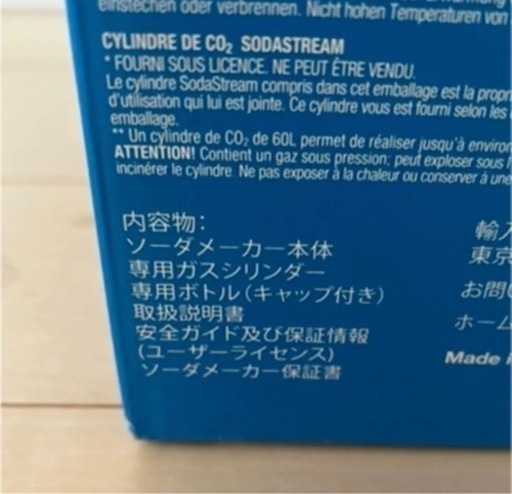 einstechen oder verbrennen. Nicht hohen Temperaturen von
CYLINDRE DE CO₂ SODASTREAM
* FOURNI SOUS LICENCE. NE PEUT ÊTRE VENDU.
Le cylindre SodaStream compris dans cet emballage est la propr
d'utilisation qui lui est jointe. Ce cylindre vous est fourni selon les
emballage.
** Un cylindre de CO₂ de 60L permet de réaliser jusqu'à environ
ATTENTION! Contient un gaz sous pression; peut exploser sous l
incinérer le cylindre. Ne pas exposer à la chaleur ou conserver à une
内容物：
ソーダメーカー本体
専用ガスシリンダー
専用ボトル（キャップ付き）
取扱説明書
安全ガイド及び保証情報
(ユーザーライセンス)
ソーダメーカー保証書
輸入
東京
お問い
ホーム
Made i